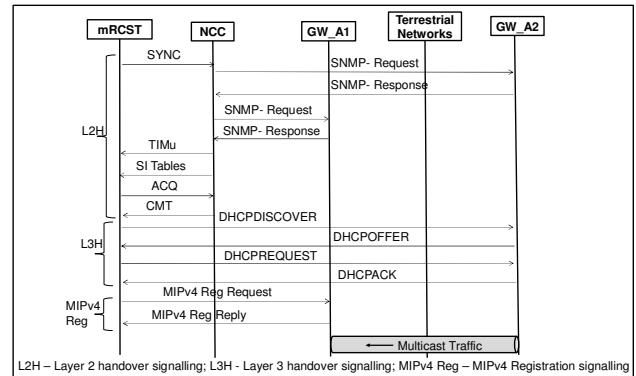 mRCST
NCC
GW_A1
Terrestrial
Networks
GW_A2
SYNC
SNMP- Request
SNMP- Response
SNMP- Request
SNMP- Response
L2H
TIMu
SI Tables
ACQ
CMT
DHCPDISCOVER
DHCPOFFER
L3H
DHCPREQUEST
DHCPACK
MIPv4 Reg Request
MIPv4
Reg
MIPv4 Reg Reply
Multicast Traffic
L2H – Layer 2 handover signalling; L3H - Layer 3 handover signalling; MIPv4 Reg – MIPv4 Registration signalling